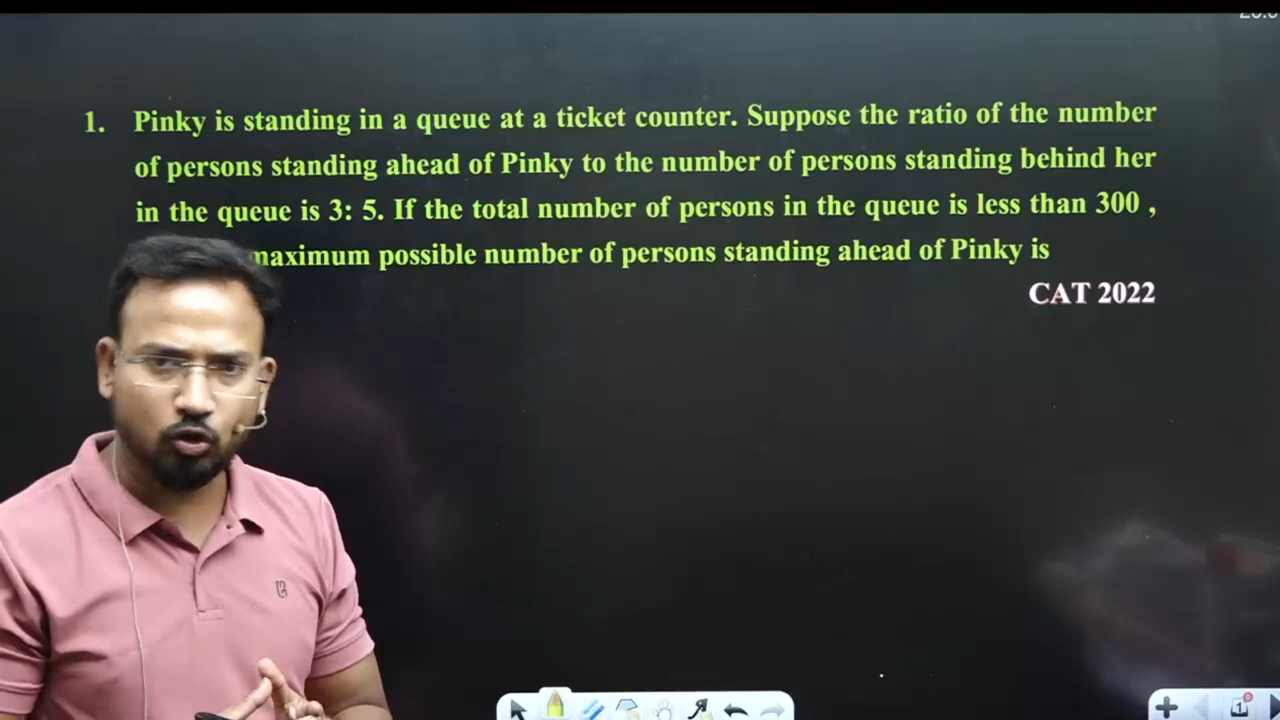 1. Pinky is standing in a queue at a ticket counter. Suppose the ratio of the number
of persons standing ahead of Pinky to the number of persons standing behind her
in the queue is 3: 5. If the total number of persons in the queue is less than 300 ,
maximum possible number of persons standing ahead of Pinky is
CAT 2022
1